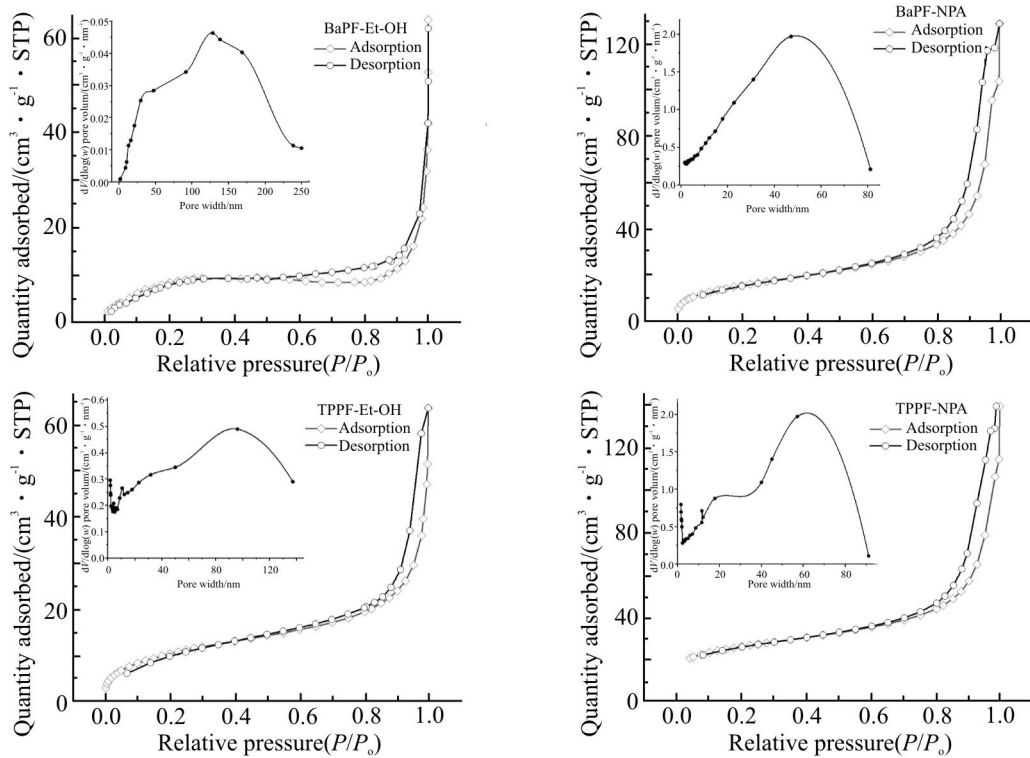 BaPF-Et-OH
Adsorption
Desorption
Quantity adsorbed/(cm³ · g⁻¹ · STP)
60
40
20
0
0.0 0.2 0.4 0.6 0.8 1.0
Relative pressure(P/Pₒ)
dV/dlog(w) pore volum/(cm³ · g⁻¹ · nm⁻¹)
0.05
0.04
0.03
0.02
0.01
0.00
0 50 100 150 200 250
Pore width/nm
BaPF-NPA
Adsorption
Desorption
Quantity adsorbed/(cm³ · g⁻¹ · STP)
120
80
40
0
0.0 0.2 0.4 0.6 0.8 1.0
Relative pressure(P/Pₒ)
dV/dlog(w) pore volum/(cm³ · g⁻¹ · nm⁻¹)
2.0
1.5
1.0
0.5
0.0
0 20 40 60 80
Pore width/nm
TPPF-Et-OH
Adsorption
Desorption
Quantity adsorbed/(cm³ · g⁻¹ · STP)
60
40
20
0
0.0 0.2 0.4 0.6 0.8 1.0
Relative pressure(P/Pₒ)
dV/dlog(w) pore volum/(cm³ · g⁻¹ · nm⁻¹)
0.6
0.5
0.4
0.3
0.2
0.1
0.0
0 40 80 120
Pore width/nm
TPPF-NPA
Adsorption
Desorption
Quantity adsorbed/(cm³ · g⁻¹ · STP)
120
80
40
0
0.0 0.2 0.4 0.6 0.8 1.0
Relative pressure(P/Pₒ)
dV/dlog(w) pore volum/(cm³ · g⁻¹ · nm⁻¹)
2.0
1.5
1.0
0.5
0.0
0 20 40 60 80
Pore width/nm